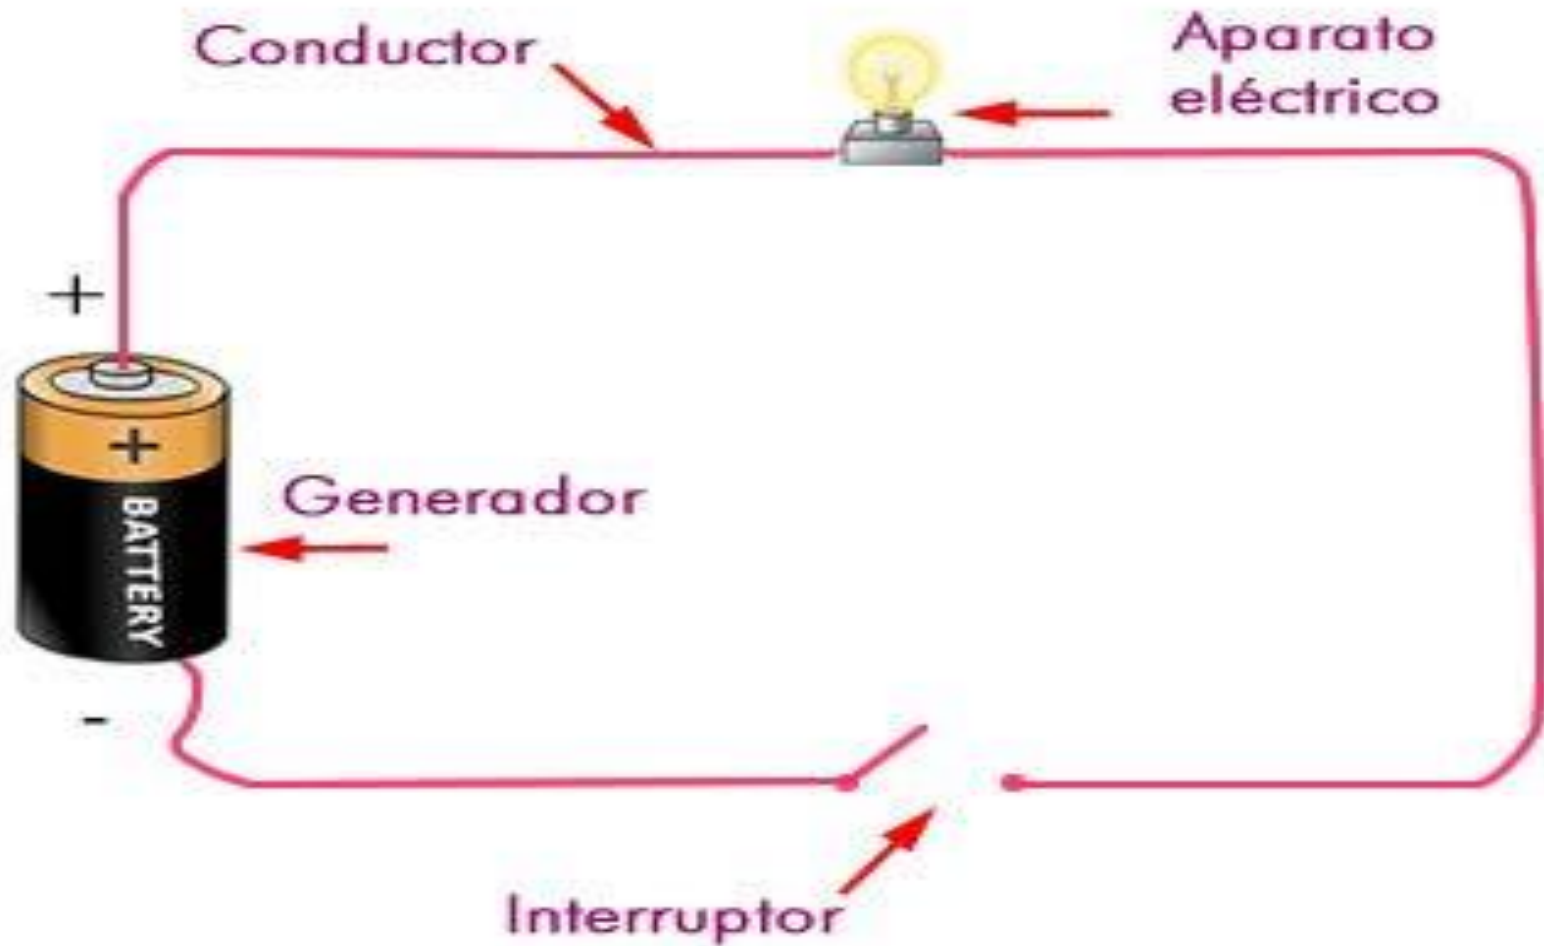 Conductor
Aparato
eléctrico
+
+
BATTERY
Generador
-
Interruptor